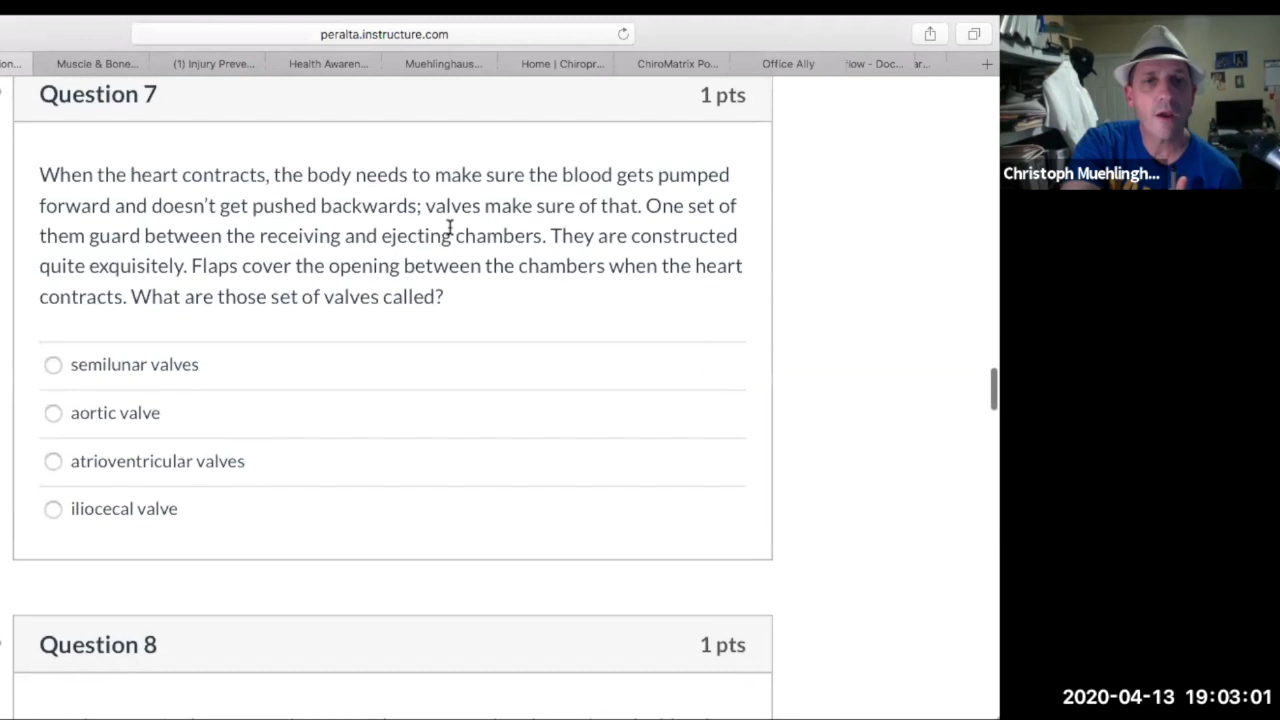 peralta.instructure.com
on...
Muscle & Bone...
(1) Injury Preve...
Health Awaren...
Muehlinghaus...
Home | Chiropr...
ChiroMatrix Po...
Office Ally
- Doc...
ar...
Question 7
1 pts
When the heart contracts, the body needs to make sure the blood gets pumped
forward and doesn't get pushed backwards; valves make sure of that. One set of
them guard between the receiving and ejecting chambers. They are constructed
quite exquisitely. Flaps cover the opening between the chambers when the heart
contracts. What are those set of valves called?
semilunar valves
aortic valve
atrioventricular valves
iliocecal valve
Question 8
1 pts
Christoph Muehlingh...
2020-04-13 19:03:01